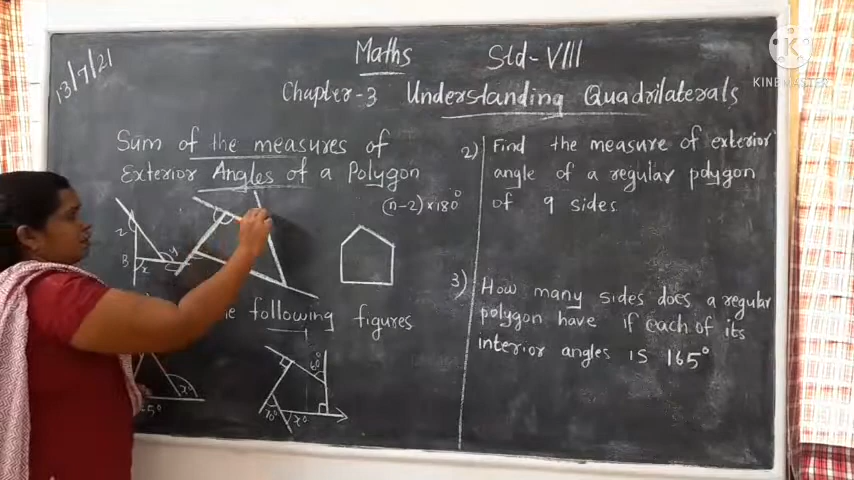 13/7/21
Maths Std-VIII
Chapter-3 Understanding Quadrilaterals
Sum of the measures of
Exterior Angles of a Polygon
(n-2)×180°
z
y
B x
following figures
60°
70° x°
x°
2) Find the measure of exterior
angle of a regular polygon
of 9 sides.
3) How many sides does a regular
polygon have if each of its
interior angles is 165°
K
KINEMASTER